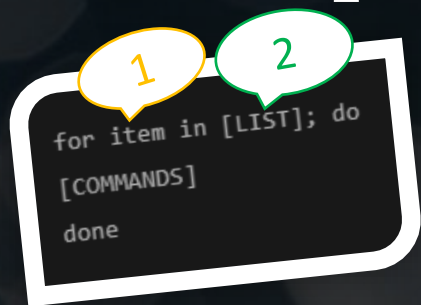 1 2
for item in [LIST]; do
[COMMANDS]
done